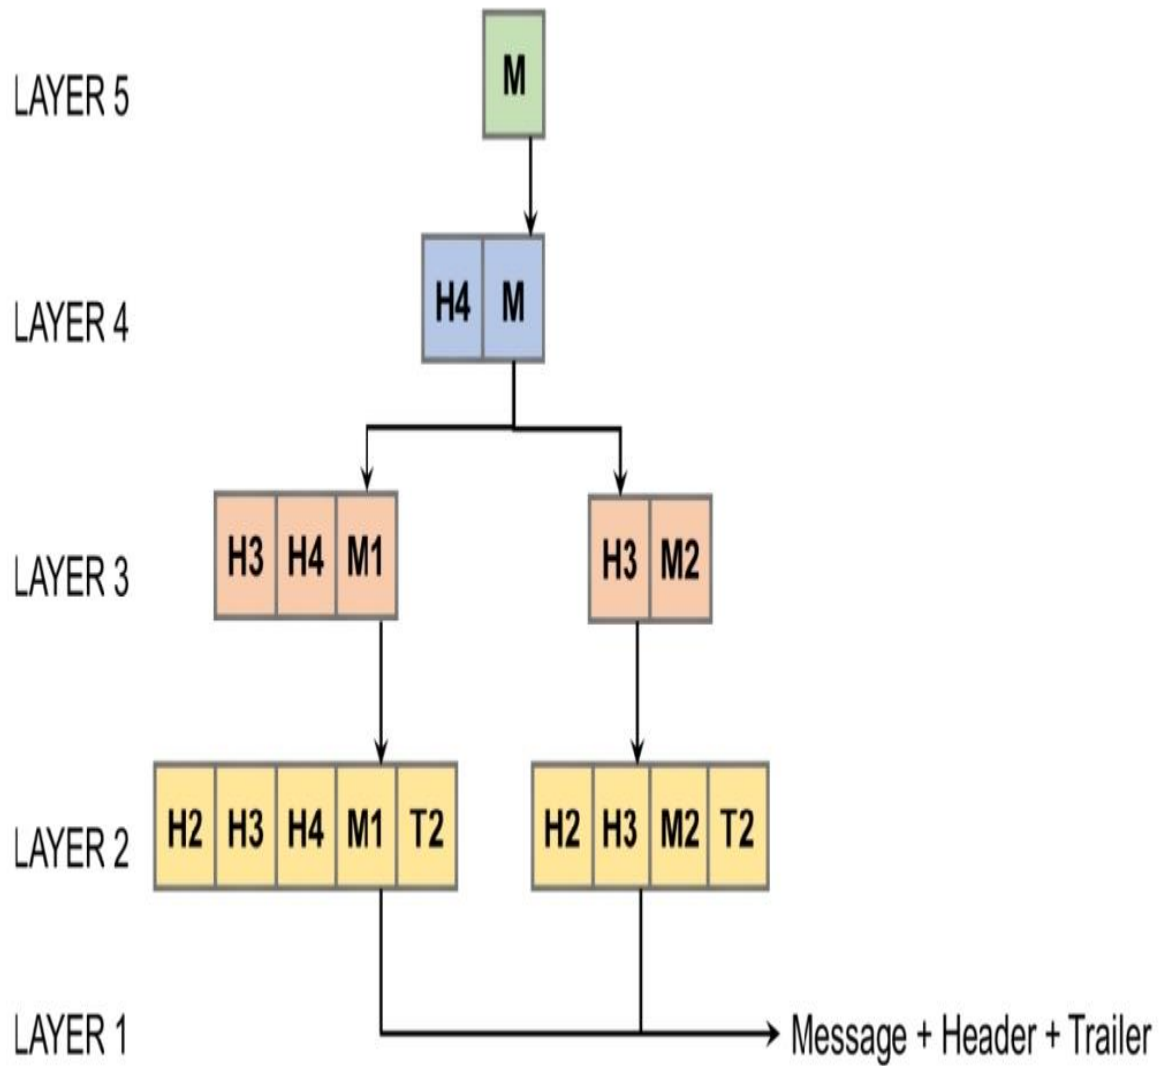 LAYER 5
M
LAYER 4
H4 M
LAYER 3
H3 H4 M1
H3 M2
LAYER 2
H2 H3 H4 M1 T2
H2 H3 M2 T2
LAYER 1
Message + Header + Trailer